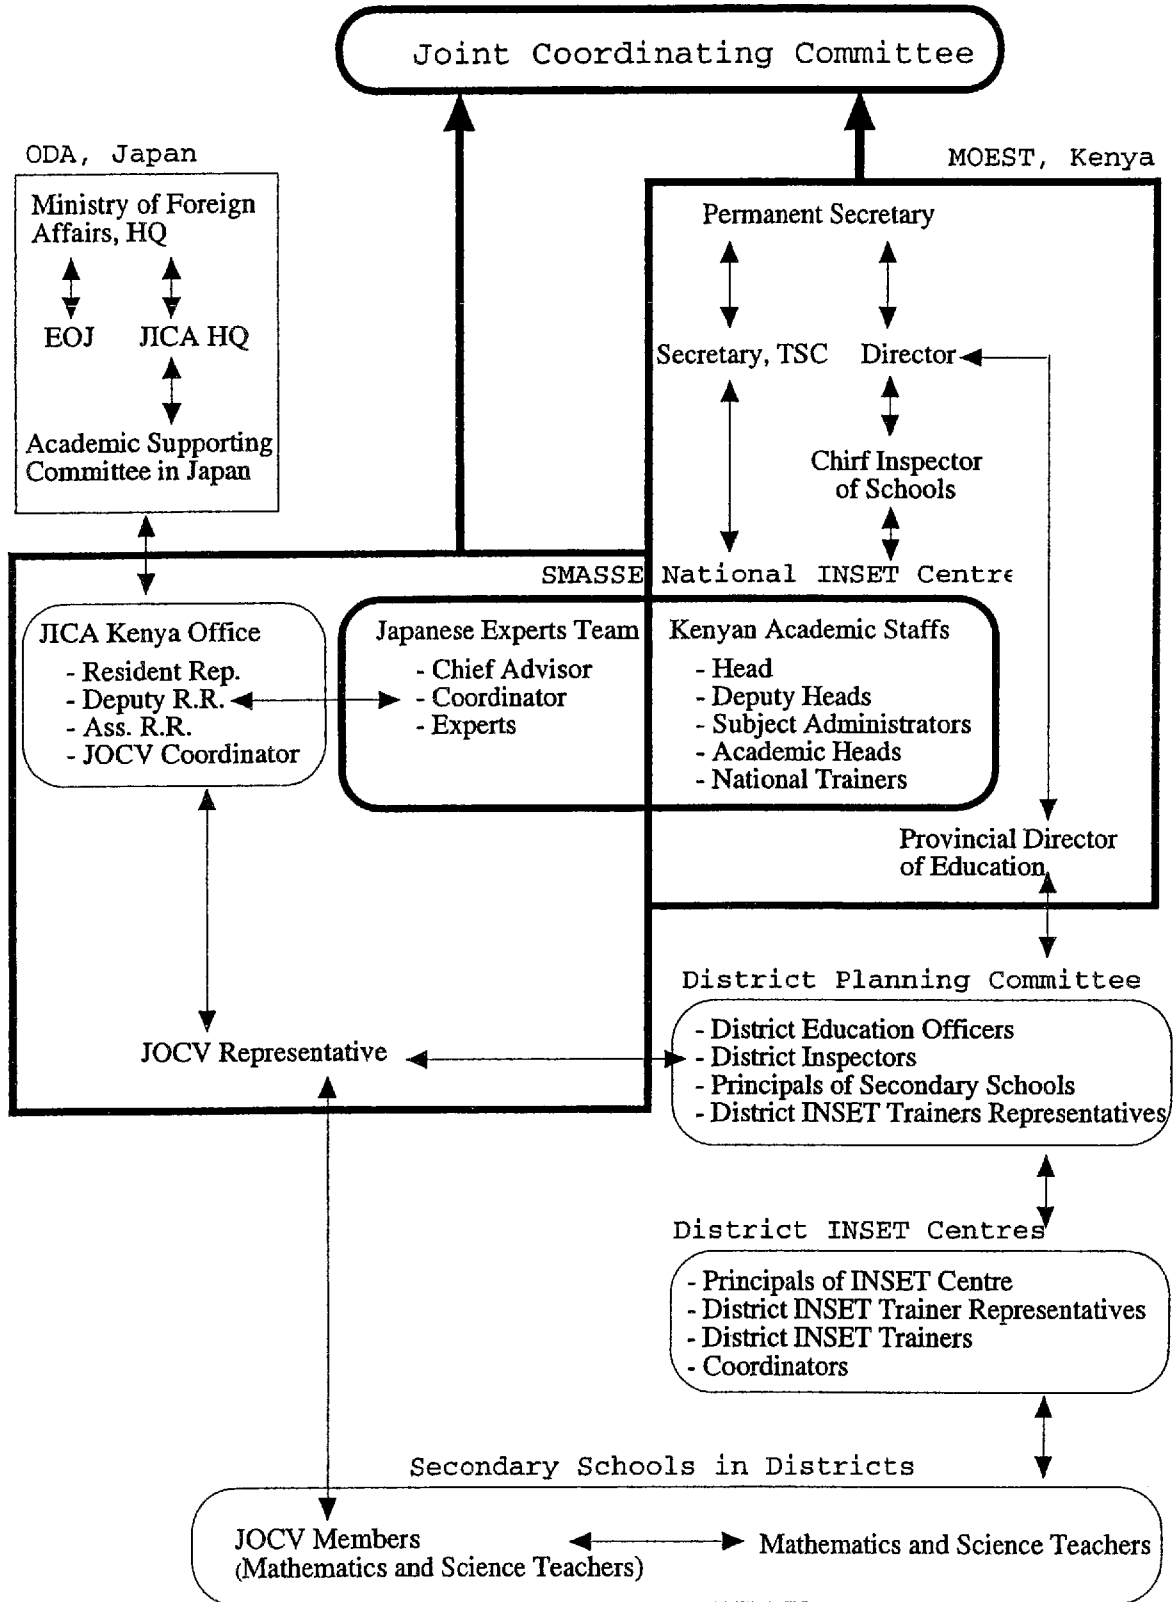 Joint Coordinating Committee
ODA, Japan
MOEST, Kenya
Ministry of Foreign
Affairs, HQ
EOJ
JICA HQ
Academic Supporting
Committee in Japan
Permanent Secretary
Secretary, TSC
Director
Chirf Inspector
of Schools
SMASSE National INSET Centre
JICA Kenya Office
- Resident Rep.
- Deputy R.R.
- Ass. R.R.
- JOCV Coordinator
Japanese Experts Team
- Chief Advisor
- Coordinator
- Experts
Kenyan Academic Staffs
- Head
- Deputy Heads
- Subject Administrators
- Academic Heads
- National Trainers
Provincial Director
of Education
JOCV Representative
District Planning Committee
- District Education Officers
- District Inspectors
- Principals of Secondary Schools
- District INSET Trainers Representatives
District INSET Centres
- Principals of INSET Centre
- District INSET Trainer Representatives
- District INSET Trainers
- Coordinators
Secondary Schools in Districts
JOCV Members
(Mathematics and Science Teachers)
Mathematics and Science Teachers